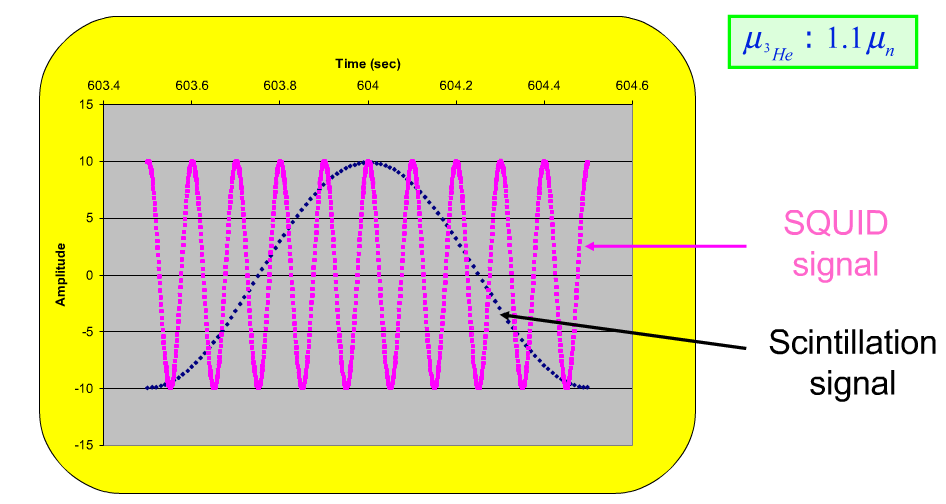 μ₃He : 1.1μn
Time (sec)
603.4 603.6 603.8 604 604.2 604.4 604.6
15
10
5
0
-5
-10
-15
Amplitude
SQUID
signal
Scintillation
signal